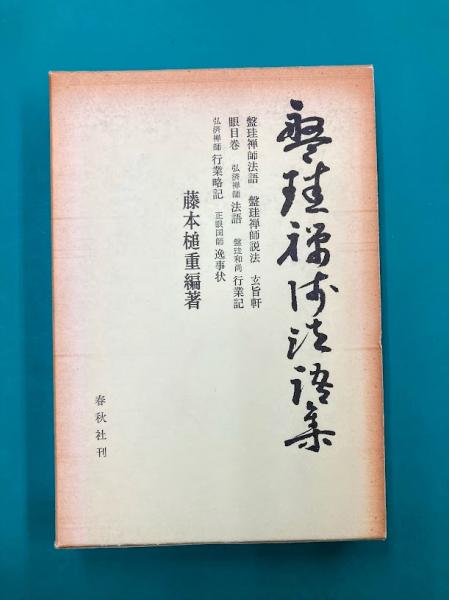 盤珪禅師法語集
盤珪禅師法語　盤珪禅師説法　玄旨軒
眼目巻　弘済禅師法語　盤珪和尚行業記
弘済禅師行業略記　正眼国師逸事状
藤本槌重編著
春秋社刊